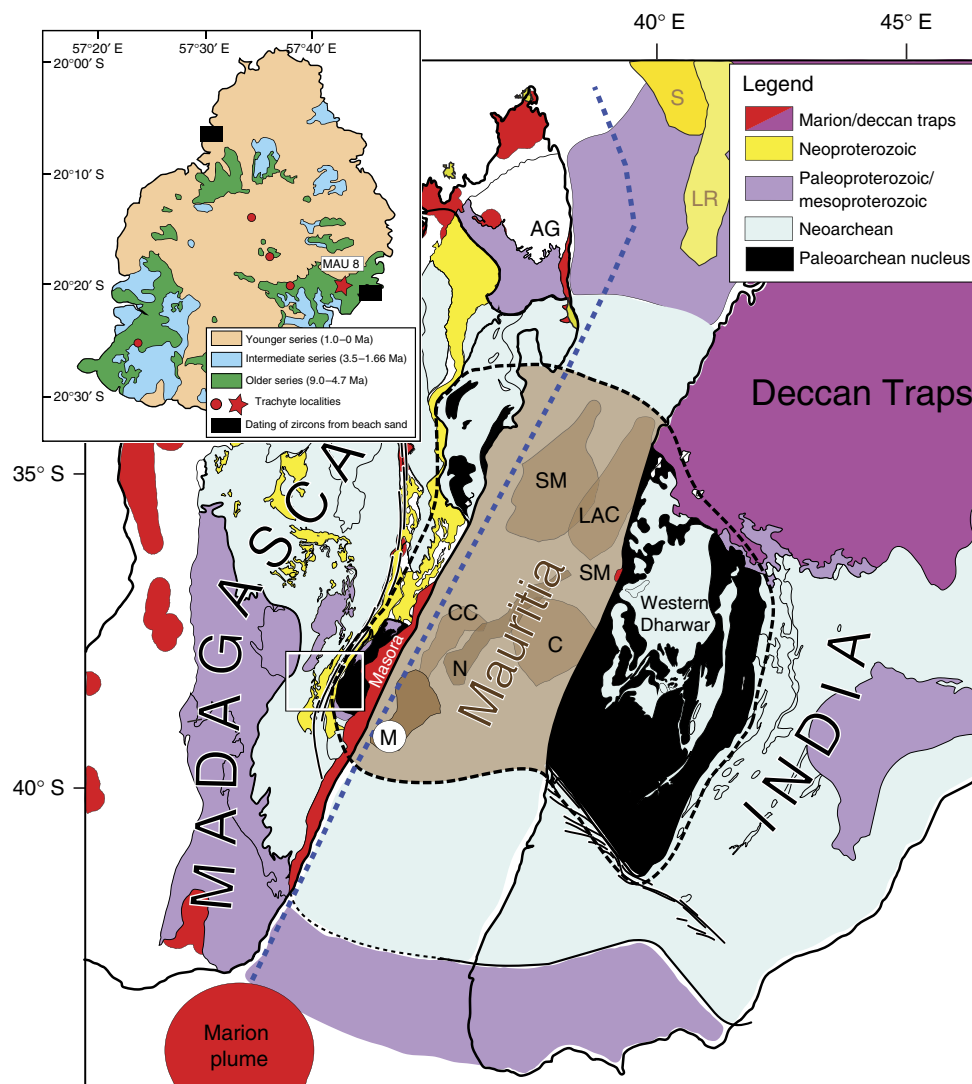 57° 20′ E
57° 30′ E
57° 40′ E
20° 00′ S
20° 10′ S
20° 20′ S
20° 30′ S
MAU 8
Younger series (1.0–0 Ma)
Intermediate series (3.5–1.66 Ma)
Older series (9.0–4.7 Ma)
Trachyte localities
Dating of zircons from beach sand
40° E
45° E
35° S
40° S
Legend
Marion/deccan traps
Neoproterozoic
Paleoproterozoic/
mesoproterozoic
Neoarchean
Paleoarchean nucleus
S
LR
AG
Deccan Traps
SM
LAC
SM
Western
Dharwar
CC
C
N
Mauritia
M
Masora
MADAGASCA
INDIA
Marion
plume